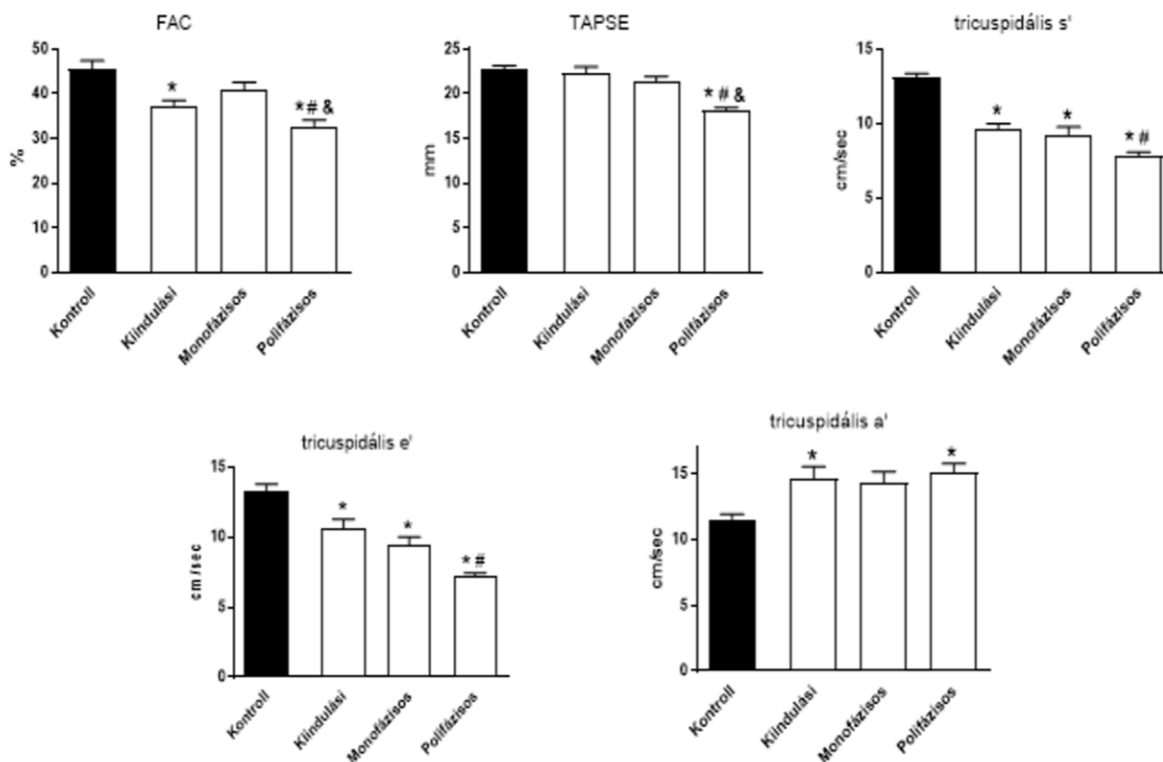 FAC
50
40
30
20
10
0
%
*
*# &
Kontroll
Kiindulási
Monofázisos
Polifázisos
TAPSE
25
20
15
10
5
0
mm
*# &
Kontroll
Kiindulási
Monofázisos
Polifázisos
tricuspidális s'
15
10
5
0
cm/sec
*
*
*#
Kontroll
Kiindulási
Monofázisos
Polifázisos
tricuspidális e'
15
10
5
0
cm/sec
*
*
*#
Kontroll
Kiindulási
Monofázisos
Polifázisos
tricuspidális a'
15
10
5
0
cm/sec
*
*
Kontroll
Kiindulási
Monofázisos
Polifázisos